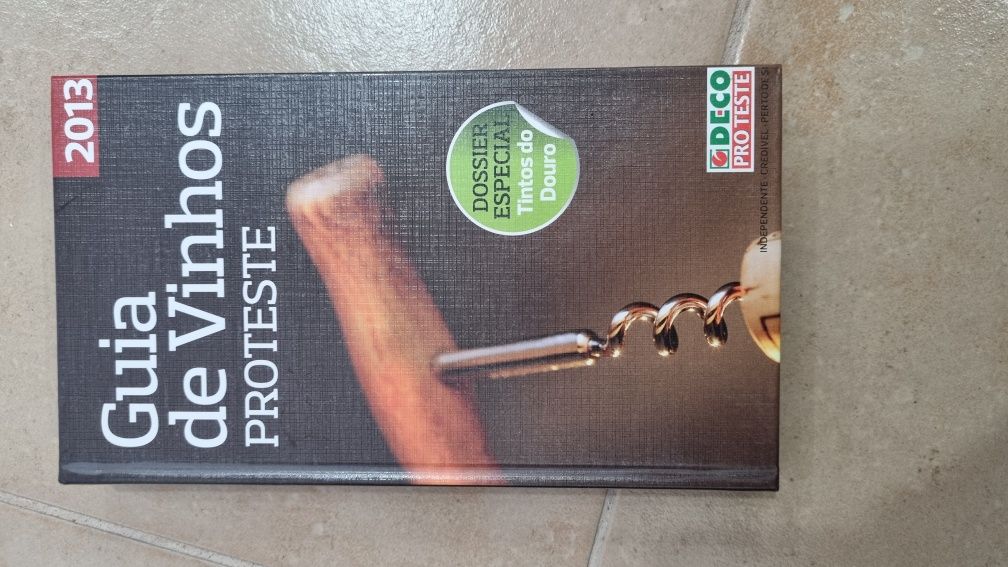 2013
Guia
de Vinhos
PROTESTE
DOSSIER
ESPECIAL
Tintos do
Douro
DECO
PROTESTE
INDEPENDENTE · CREDÍVEL · PERTO DE SI